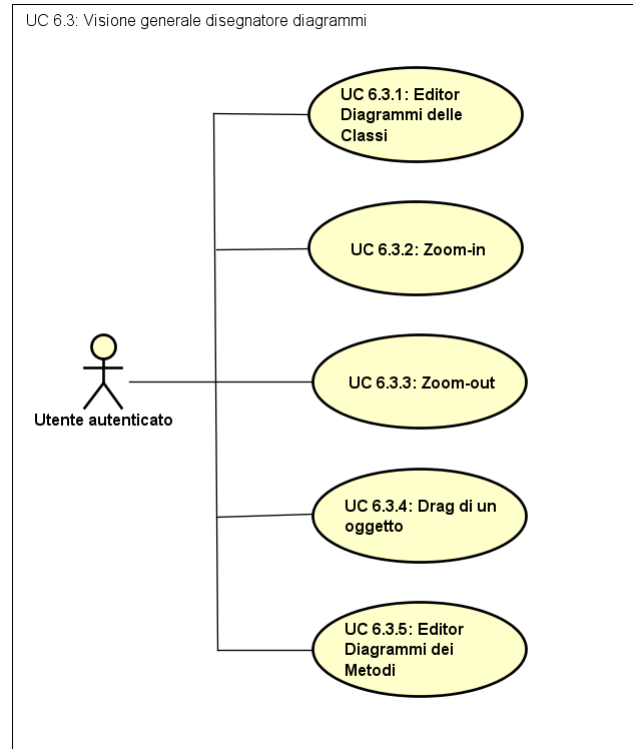 UC 6.3: Visione generale disegnatore diagrammi
UC 6.3.1: Editor
Diagrammi delle
Classi
UC 6.3.2: Zoom-in
UC 6.3.3: Zoom-out
Utente autenticato
UC 6.3.4: Drag di un
oggetto
UC 6.3.5: Editor
Diagrammi dei
Metodi